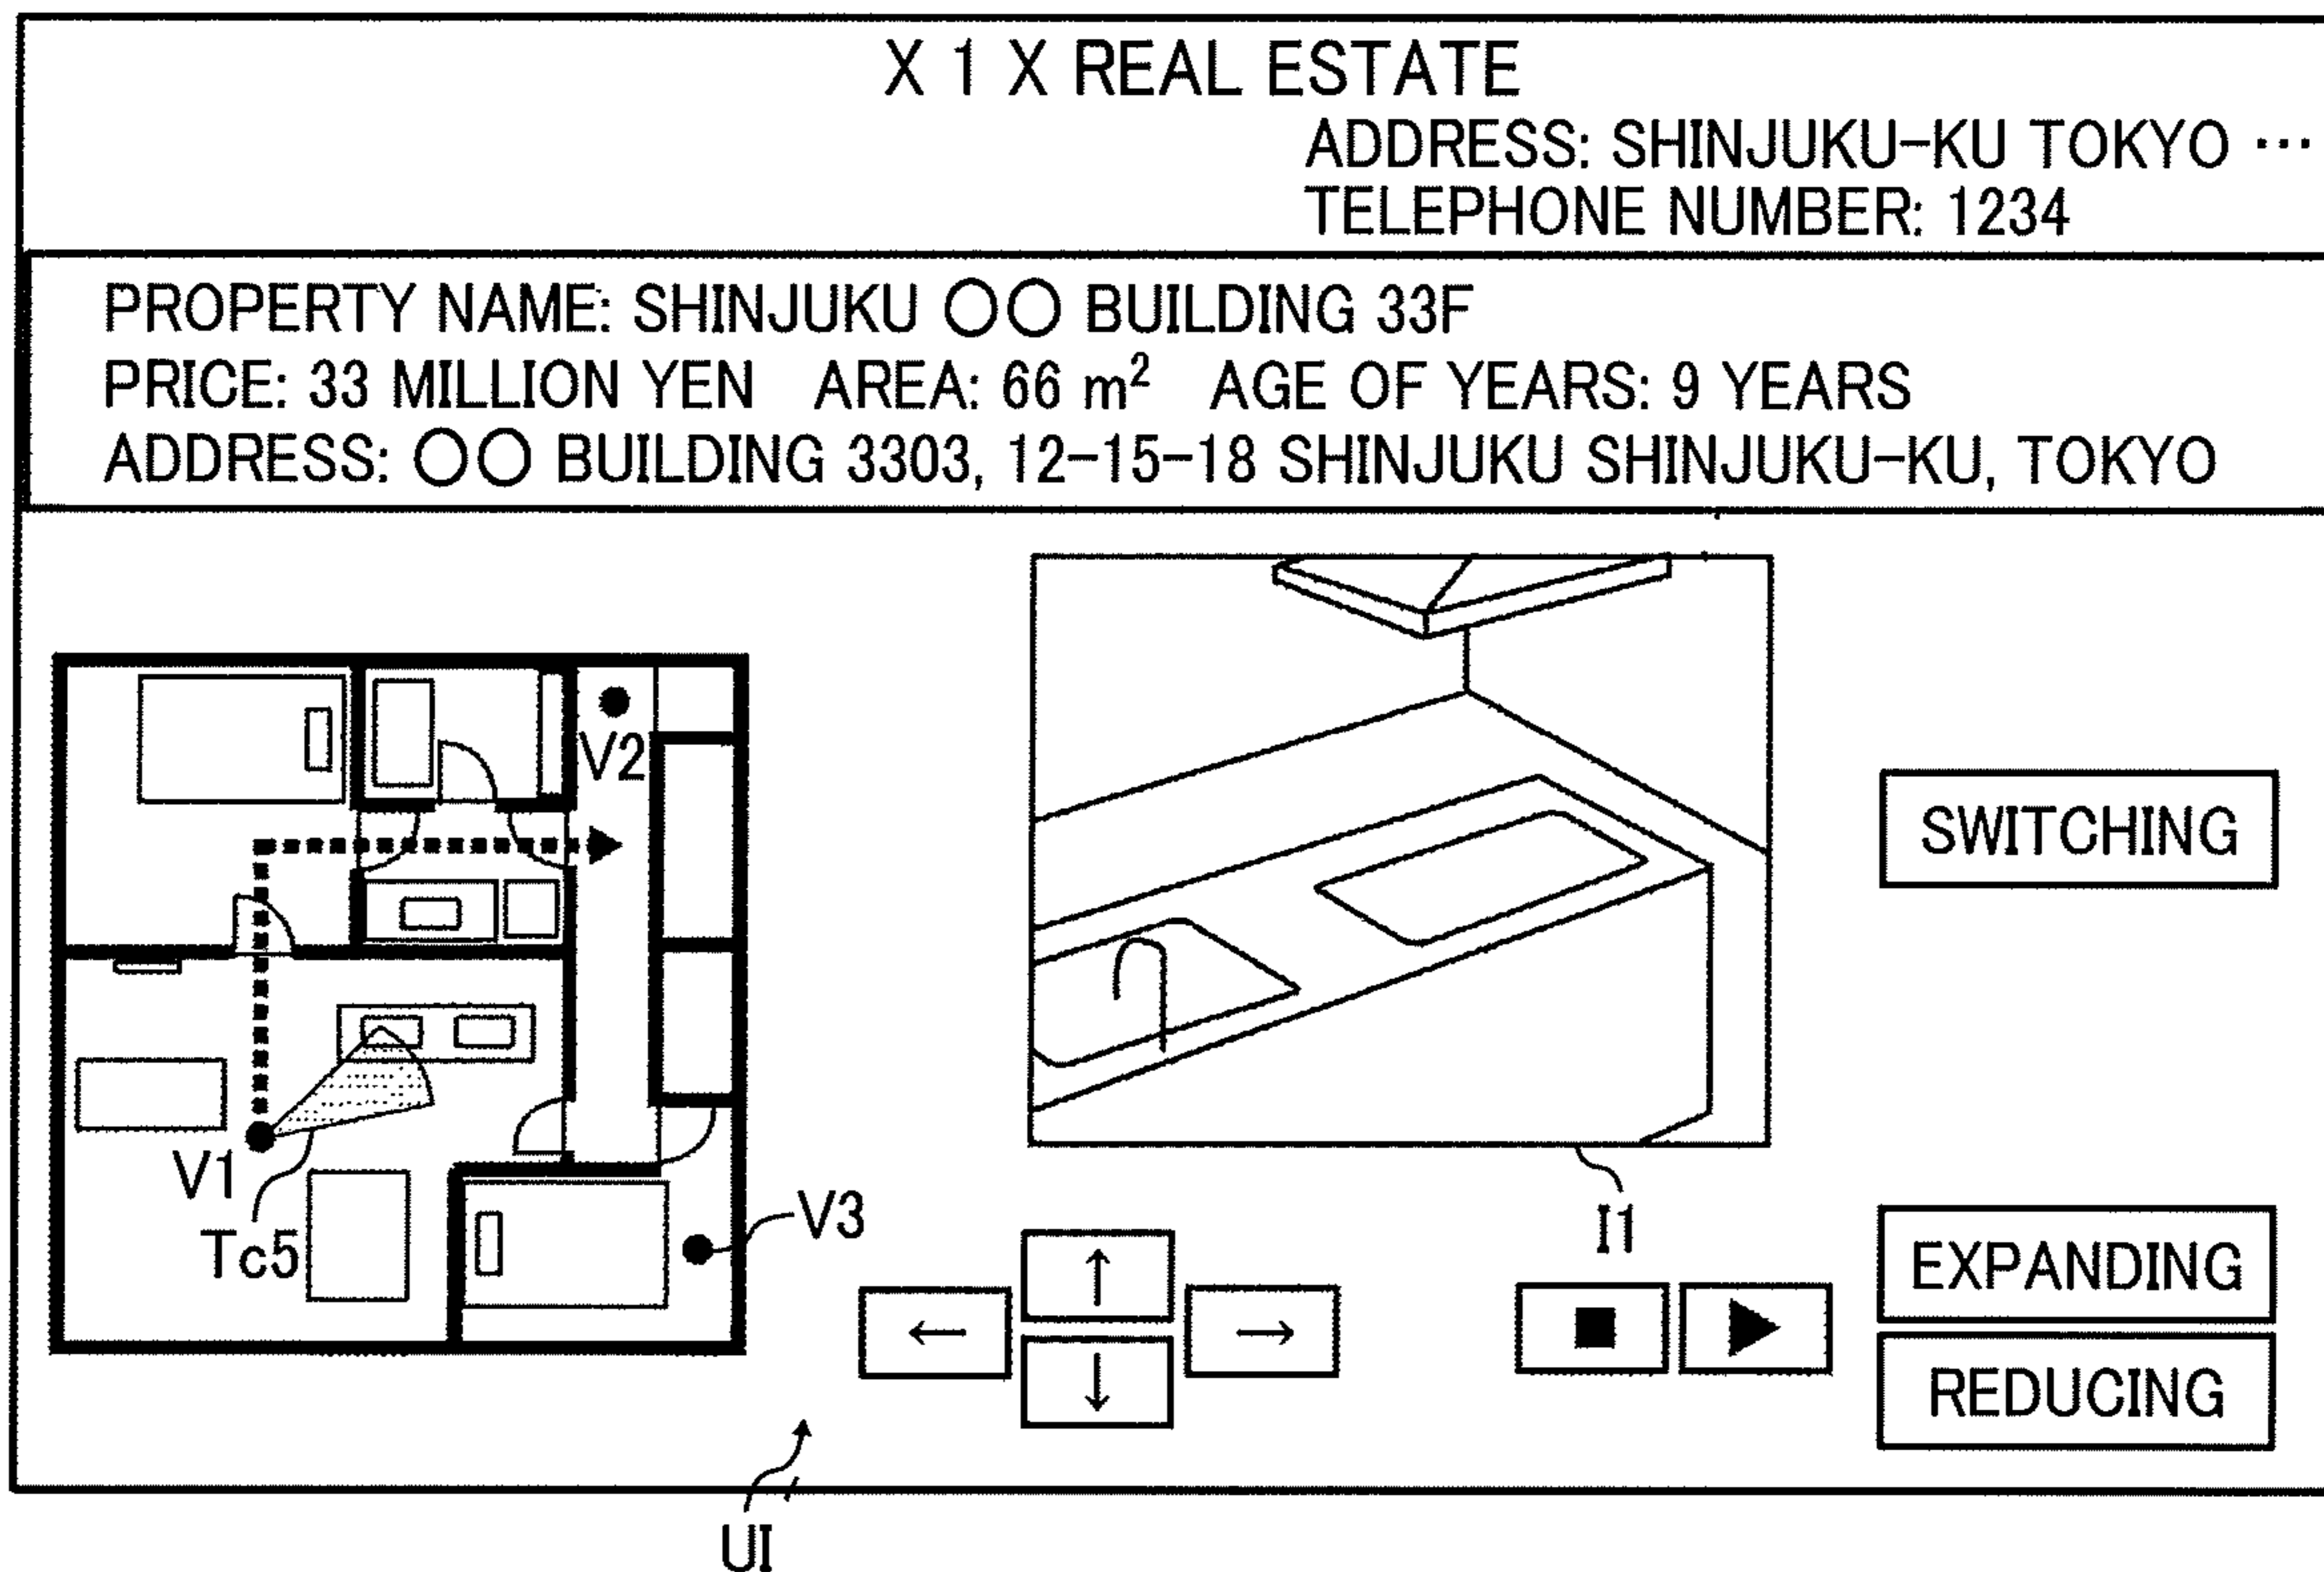 X 1 X REAL ESTATE
ADDRESS: SHINJUKU-KU TOKYO ···
TELEPHONE NUMBER: 1234
PROPERTY NAME: SHINJUKU ○○ BUILDING 33F
PRICE: 33 MILLION YEN AREA: 66 m² AGE OF YEARS: 9 YEARS
ADDRESS: ○○ BUILDING 3303, 12-15-18 SHINJUKU SHINJUKU-KU, TOKYO
V2
SWITCHING
V1
Tc5
V3
I1
↑
←
→
↓
■
▶
EXPANDING
REDUCING
UI